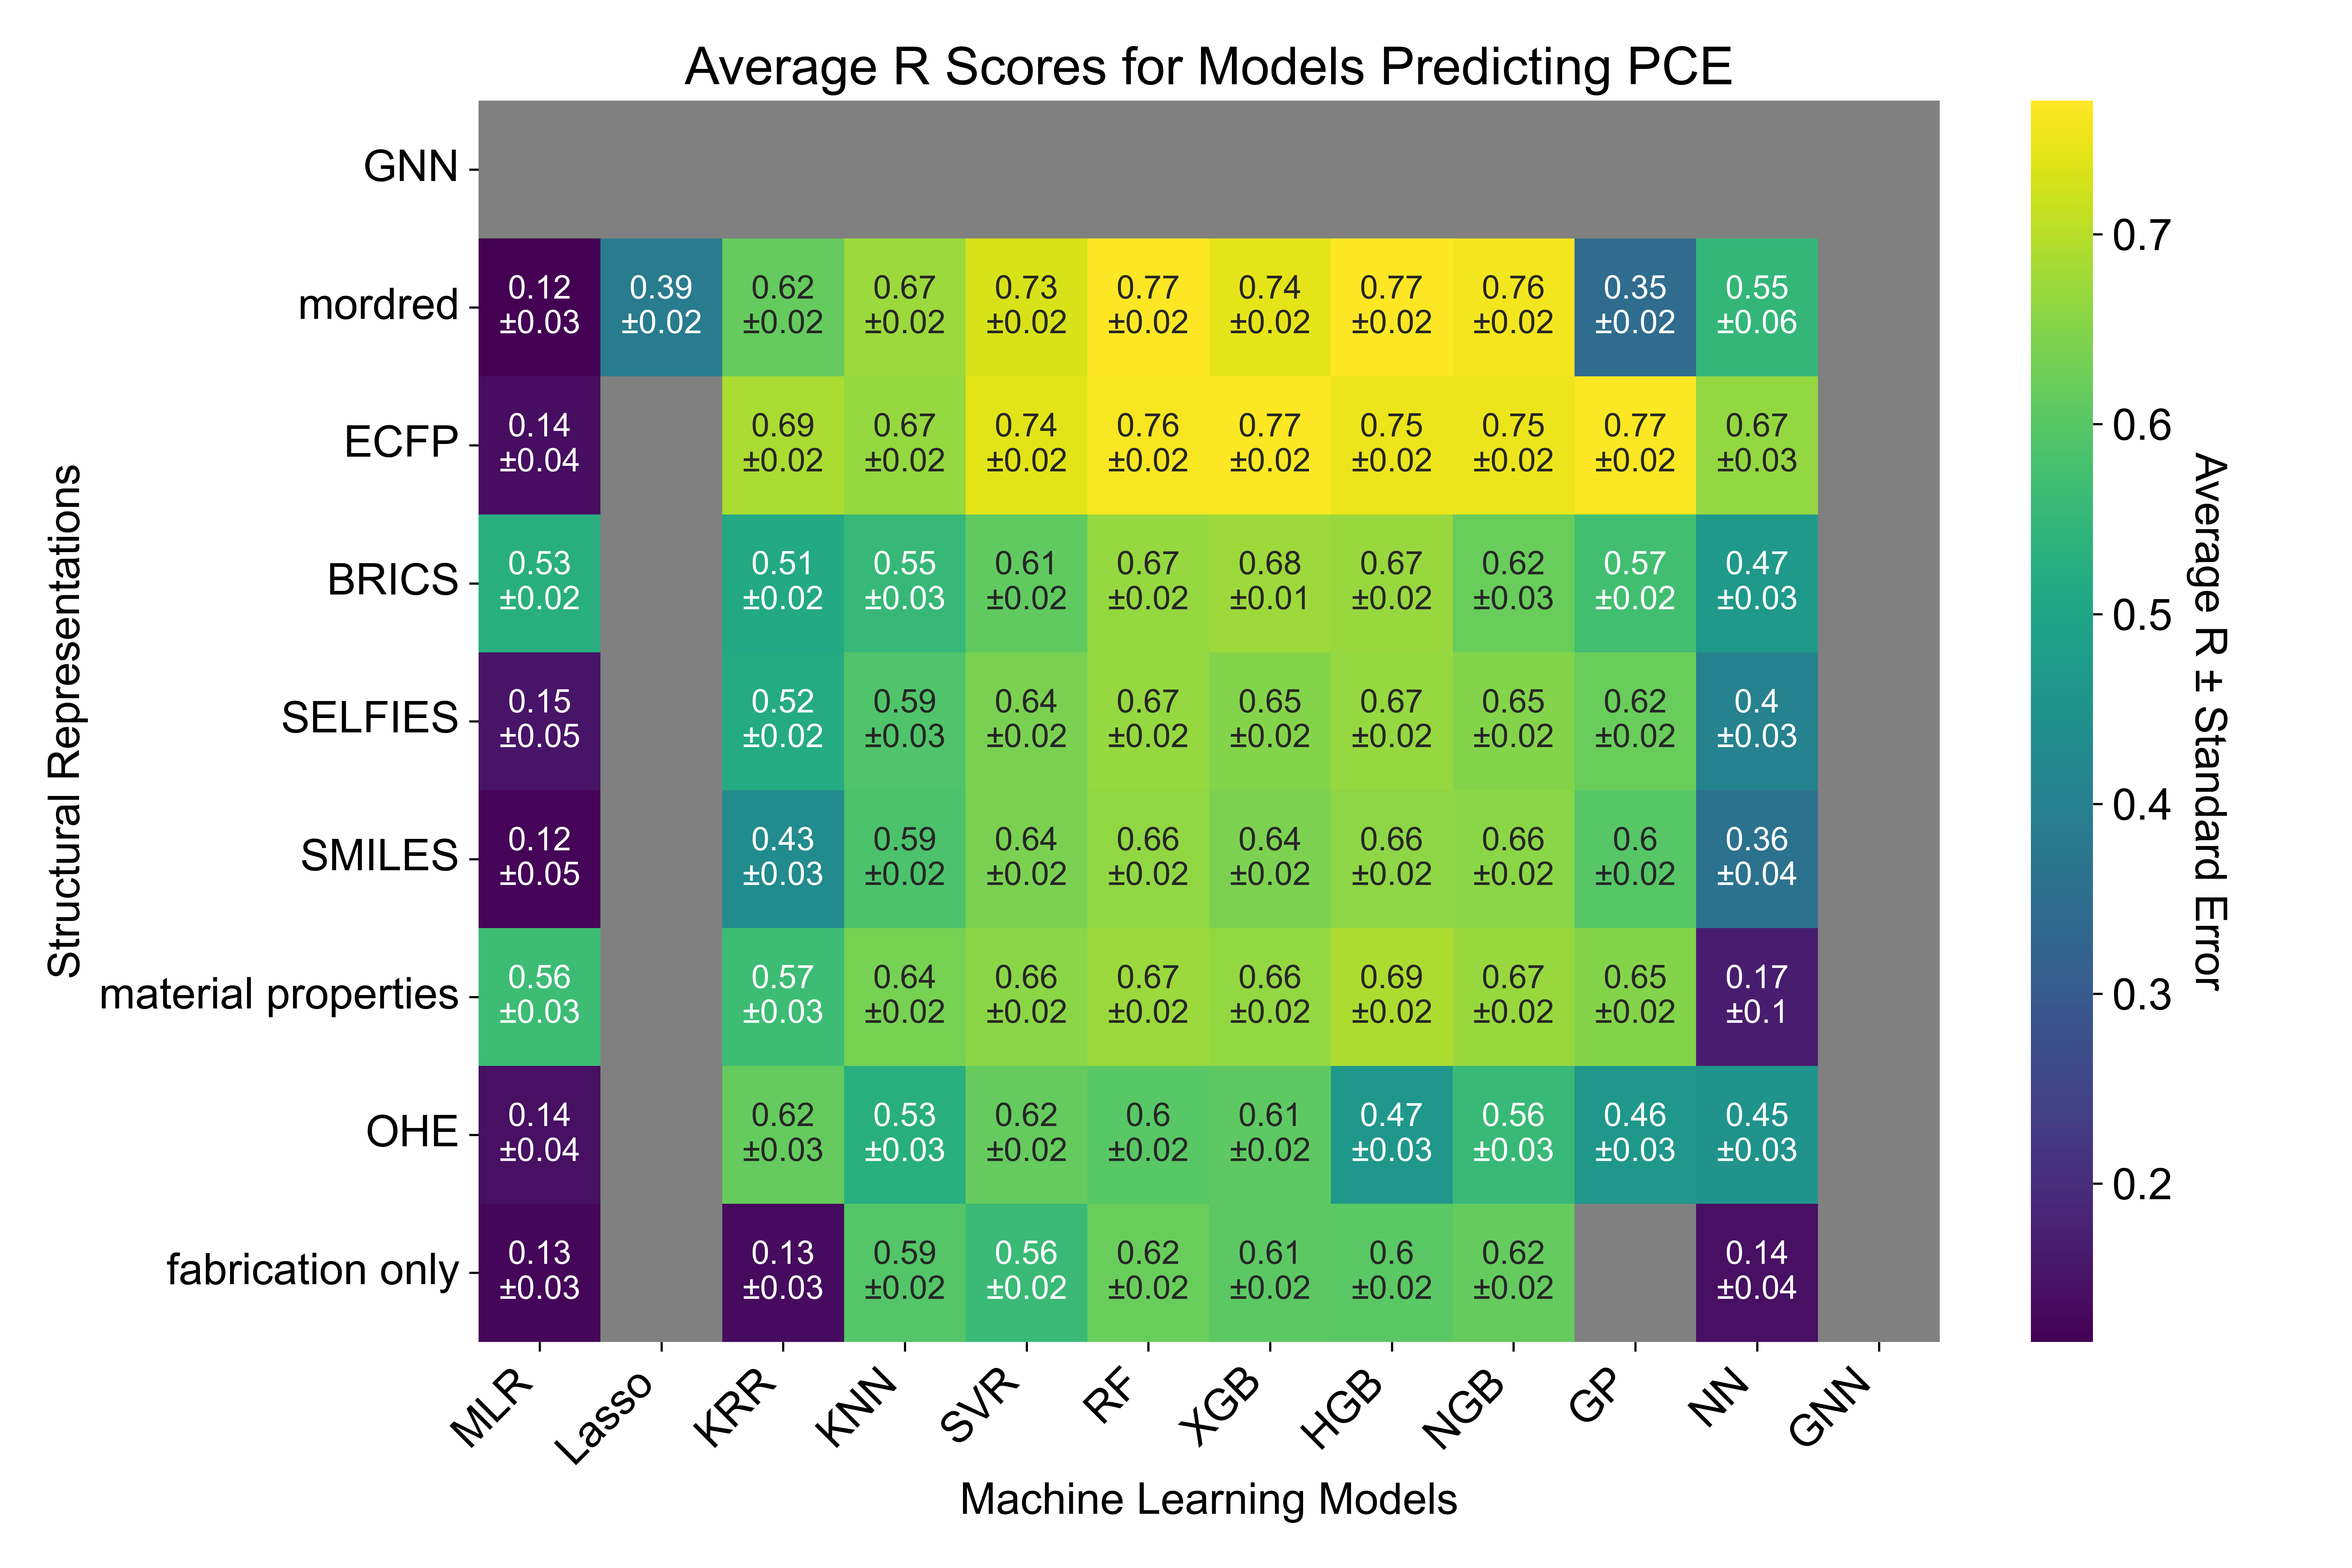 Average R Scores for Models Predicting PCE
Structural Representations
GNN
mordred
0.12 0.39 0.62 0.67 0.73 0.77 0.74 0.77 0.76 0.35 0.55
±0.03 ±0.02 ±0.02 ±0.02 ±0.02 ±0.02 ±0.02 ±0.02 ±0.02 ±0.02 ±0.06
ECFP
0.14 0.69 0.67 0.74 0.76 0.77 0.75 0.75 0.77 0.67
±0.04 ±0.02 ±0.02 ±0.02 ±0.02 ±0.02 ±0.02 ±0.02 ±0.02 ±0.03
BRICS
0.53 0.51 0.55 0.61 0.67 0.68 0.67 0.62 0.57 0.47
±0.02 ±0.02 ±0.03 ±0.02 ±0.02 ±0.01 ±0.02 ±0.03 ±0.02 ±0.03
SELFIES
0.15 0.52 0.59 0.64 0.67 0.65 0.67 0.65 0.62 0.4
±0.05 ±0.02 ±0.03 ±0.02 ±0.02 ±0.02 ±0.02 ±0.02 ±0.02 ±0.03
SMILES
0.12 0.43 0.59 0.64 0.66 0.64 0.66 0.66 0.6 0.36
±0.05 ±0.03 ±0.02 ±0.02 ±0.02 ±0.02 ±0.02 ±0.02 ±0.02 ±0.04
material properties
0.56 0.57 0.64 0.66 0.67 0.66 0.69 0.67 0.65 0.17
±0.03 ±0.03 ±0.02 ±0.02 ±0.02 ±0.02 ±0.02 ±0.02 ±0.02 ±0.1
OHE
0.14 0.62 0.53 0.62 0.6 0.61 0.47 0.56 0.46 0.45
±0.04 ±0.03 ±0.03 ±0.02 ±0.02 ±0.02 ±0.03 ±0.03 ±0.03 ±0.03
fabrication only
0.13 0.13 0.59 0.56 0.62 0.61 0.6 0.62 0.14
±0.03 ±0.03 ±0.02 ±0.02 ±0.02 ±0.02 ±0.02 ±0.02 ±0.04
MLR Lasso KRR KNN SVR RF XGB HGB NGB GP NN GNN
Machine Learning Models
0.7
0.6
0.5
0.4
0.3
0.2
Average R ± Standard Error